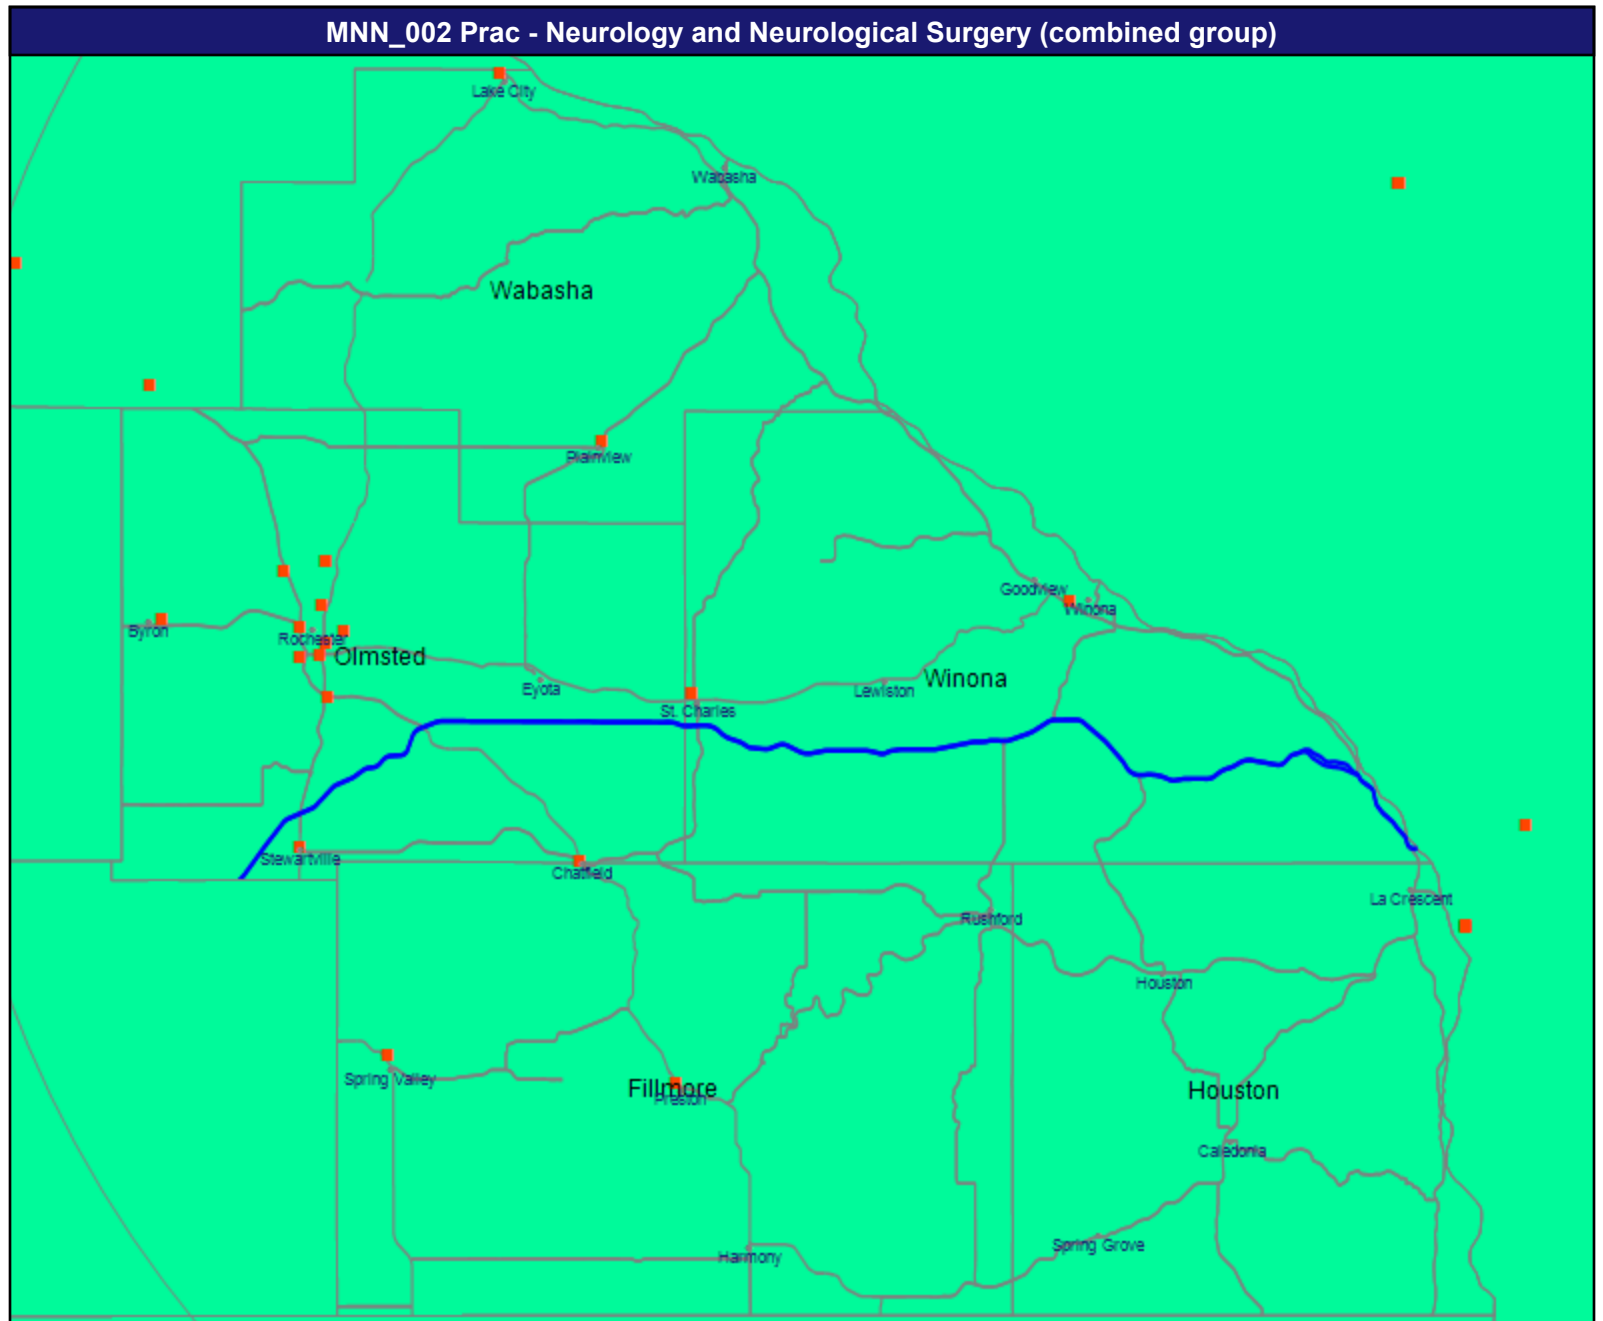 MNN_002 Prac - Neurology and Neurological Surgery (combined group)
Lake City
Wabasha
Wabasha
Plainview
Goodview
Winona
Byron
Rochester
Olmsted
Eyota
Winona
Lewiston
St. Charles
Stewartville
Chatfield
La Crescent
Rushford
Houston
Spring Valley
Fillmore
Preston
Houston
Caledonia
Spring Grove
Harmony